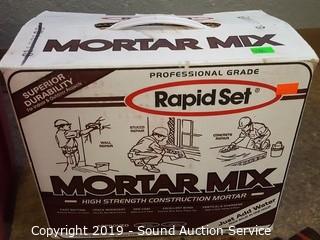 MORTAR MIX
PROFESSIONAL GRADE
SUPERIOR
DURABILITY
Rapid Set®
WALL
REPAIR
STUCCO
REPAIR
CONCRETE
REPAIR
MORTAR MIX
HIGH STRENGTH CONSTRUCTION MORTAR
Just Add Water
Copyright 2019 - Sound Auction Service